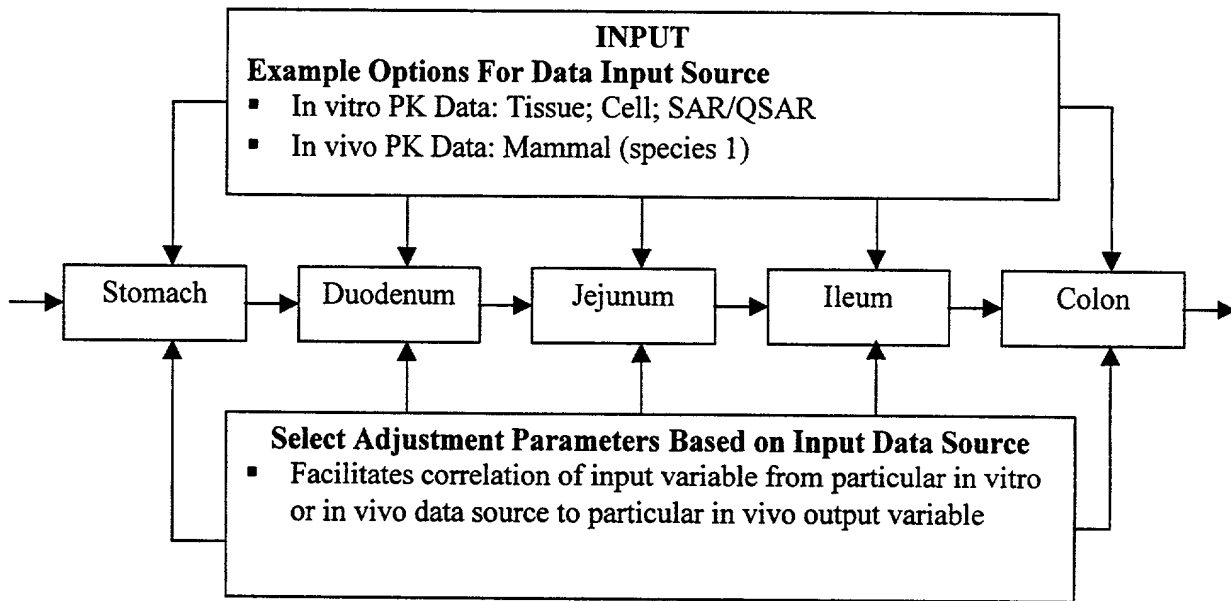 INPUT
Example Options For Data Input Source
▪ In vitro PK Data: Tissue; Cell; SAR/QSAR
▪ In vivo PK Data: Mammal (species 1)
Stomach
Duodenum
Jejunum
Ileum
Colon
Select Adjustment Parameters Based on Input Data Source
▪ Facilitates correlation of input variable from particular in vitro
or in vivo data source to particular in vivo output variable